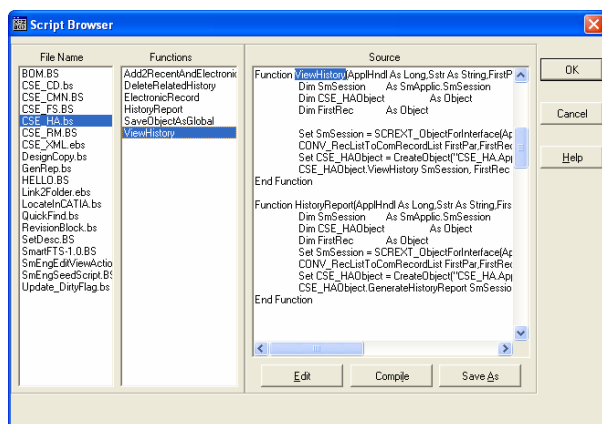 Script Browser
File Name
BOM.BS
CSE_CD.bs
CSE_CMN.BS
CSE_FS.BS
CSE_HA.bs
CSE_RM.BS
CSE_XML.ebs
DesignCopy.bs
GenRep.bs
HELLO.BS
Link2Folder.ebs
LocateInCATIA.bs
QuickFind.bs
RevisionBlock.bs
SetDesc.BS
SmartFTS-1.0.BS
SmEngEditViewActio
SmEngSeedScript.BS
Update_DirtyFlag.bs
Functions
Add2RecentAndElectronic
DeleteRelatedHistory
ElectronicRecord
HistoryReport
SaveObjectAsGlobal
ViewHistory
Source
Function ViewHistory(ApplHndl As Long,Sstr As String,FirstP
Dim SmSession As SmApplic.SmSession
Dim CSE_HAObject As Object
Dim FirstRec As Object
Set SmSession = SCREXT_ObjectForInterface(Ap
CONV_RecListToComRecordList FirstPar,FirstRec
Set CSE_HAObject = CreateObject("CSE_HA.Appl
CSE_HAObject.ViewHistory SmSession, FirstRec
End Function
Function HistoryReport(ApplHndl As Long,Sstr As String,Firs
Dim SmSession As SmApplic.SmSession
Dim CSE_HAObject As Object
Dim FirstRec As Object
Set SmSession = SCREXT_ObjectForInterface(Ap
CONV_RecListToComRecordList FirstPar,FirstRec
Set CSE_HAObject = CreateObject("CSE_HA.Appl
CSE_HAObject.GenerateHistoryReport SmSessio
End Function
Edit
Compile
Save As
OK
Cancel
Help